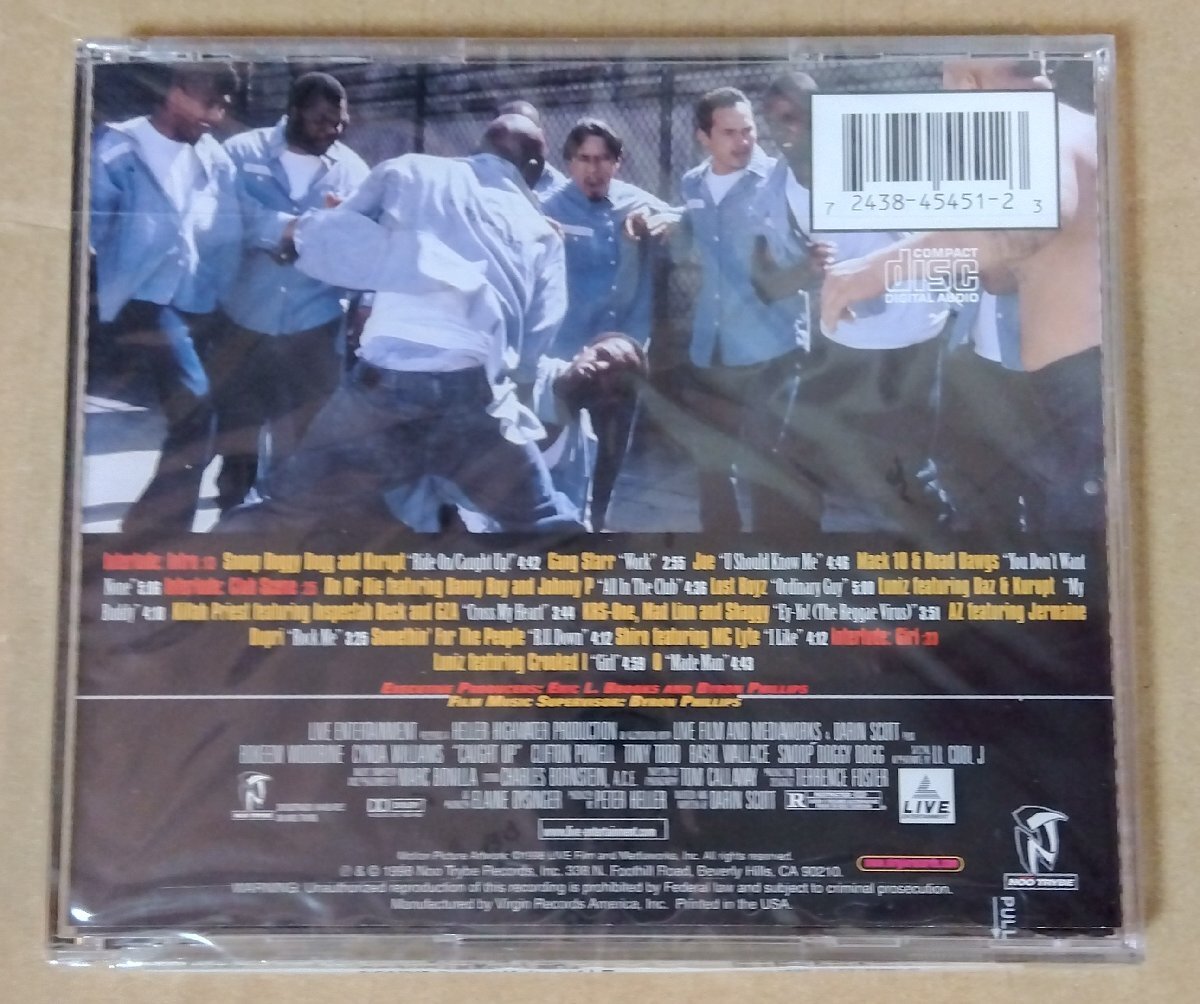 7 24438-45451-2 3
COMPACT
disc
DIGITAL AUDIO
Interlude: Intro :13 Snoop Doggy Dogg and Kurupt “Ride On/Caught Up!” 4:42 Gang Starr “Work” 2:56 Joe “U Should Know Me” 4:46 Mack 10 & Road Dawgs “You Don't Want
None” 5:06 Interlude: Club Scene :25 Do Or Die featuring Danny Boy and Johnny P “All In The Club” 4:36 Lost Boyz “Ordinary Guy” 5:10 Luniz featuring Daz & Kurupt “My
Buddy” 4:10 Killah Priest featuring Inspectah Deck and GZA “Cross My Heart” 3:44 KRS-One, Mad Lion and Shaggy “Ey-Yo! (The Reggae Virus)” 3:51 AZ featuring Jermaine
Dupri “Rock Me” 3:26 Somethin' For The People “B.U. Down” 4:12 Shiro featuring MC Lyte “I Like” 4:12 Interlude: Girl :33
Luniz featuring Crooked I “Girl” 4:59 O “Made Man” 4:43
EXECUTIVE PRODUCERS: ERIC L. BROOKS AND BYRON PHILLIPS
FILM MUSIC SUPERVISOR: BYRON PHILLIPS
LIVE ENTERTAINMENT HELLER HIGHWATER PRODUCTION LIVE FILM AND MEDIAWORKS DARIN SCOTT
BOKEEM WOODBINE CYNDA WILLIAMS “CAUGHT UP” CLIFTON POWELL TONY TODD BASIL WALLACE SNOOP DOGGY DOGG LL COOL J
MARC BONILLA CHARLES BORNSTEIN, A.C.E. TOM CALLAWAY TERRENCE FOSTER
ELAINE DYSINGER PETER HELLER DARIN SCOTT R
LIVE
ENTERTAINMENT
www.live-entertainment.com
Motion Picture Artwork ©1998 LIVE Film and Mediaworks, Inc. All rights reserved.
℗ & © 1998 Noo Trybe Records, Inc. 338 N. Foothill Road, Beverly Hills, CA 90210.
WARNING: Unauthorized reproduction of this recording is prohibited by Federal law and subject to criminal prosecution.
Manufactured by Virgin Records America, Inc. Printed in the USA.
NOO TRYBE
PULL